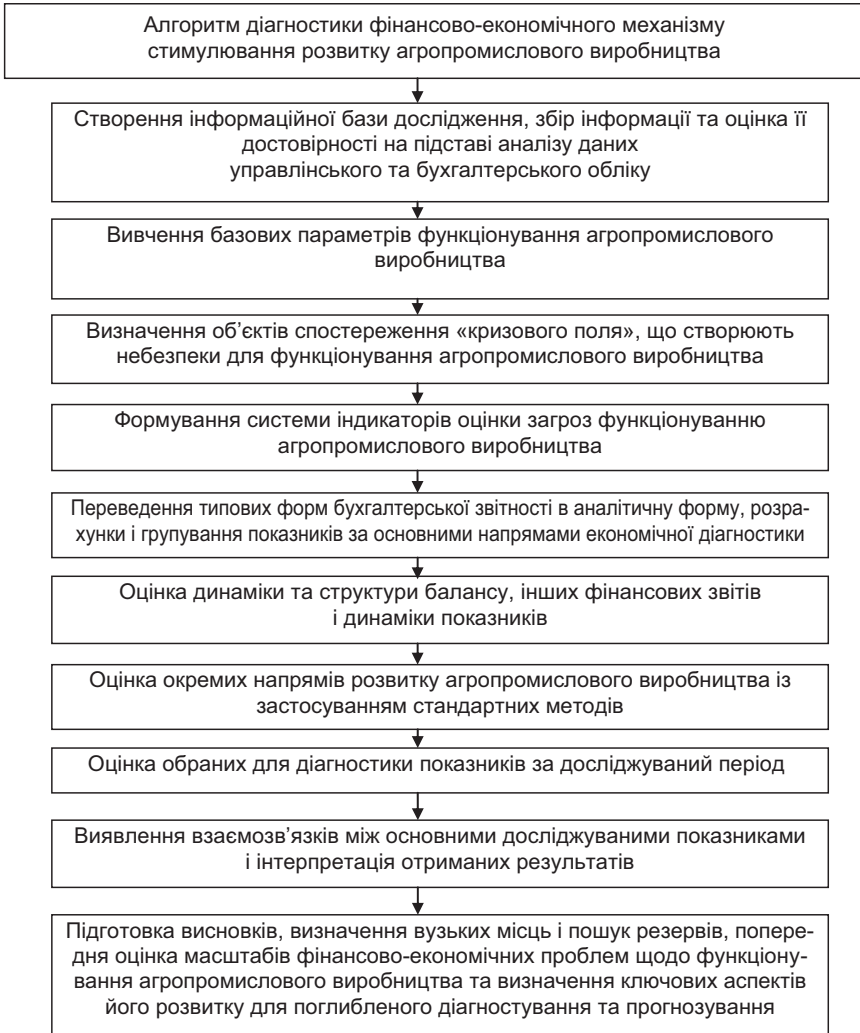 Алгоритм діагностики фінансово-економічного механізму
стимулювання розвитку агропромислового виробництва
Створення інформаційної бази дослідження, збір інформації та оцінка її
достовірності на підставі аналізу даних
управлінського та бухгалтерського обліку
Вивчення базових параметрів функціонування агропромислового
виробництва
Визначення об’єктів спостереження «кризового поля», що створюють
небезпеки для функціонування агропромислового виробництва
Формування системи індикаторів оцінки загроз функціонуванню
агропромислового виробництва
Переведення типових форм бухгалтерської звітності в аналітичну форму, розра-
хунки і групування показників за основними напрямами економічної діагностики
Оцінка динаміки та структури балансу, інших фінансових звітів
і динаміки показників
Оцінка окремих напрямів розвитку агропромислового виробництва із
застосуванням стандартних методів
Оцінка обраних для діагностики показників за досліджуваний період
Виявлення взаємозв’язків між основними досліджуваними показниками
і інтерпретація отриманих результатів
Підготовка висновків, визначення вузьких місць і пошук резервів, попере-
дня оцінка масштабів фінансово-економічних проблем щодо функціону-
вання агропромислового виробництва та визначення ключових аспектів
його розвитку для поглибленого діагностування та прогнозування